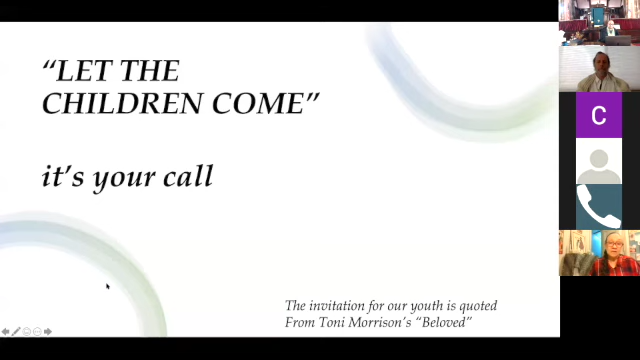 “LET THE
CHILDREN COME”
it’s your call
The invitation for our youth is quoted
From Toni Morrison’s “Beloved”
C